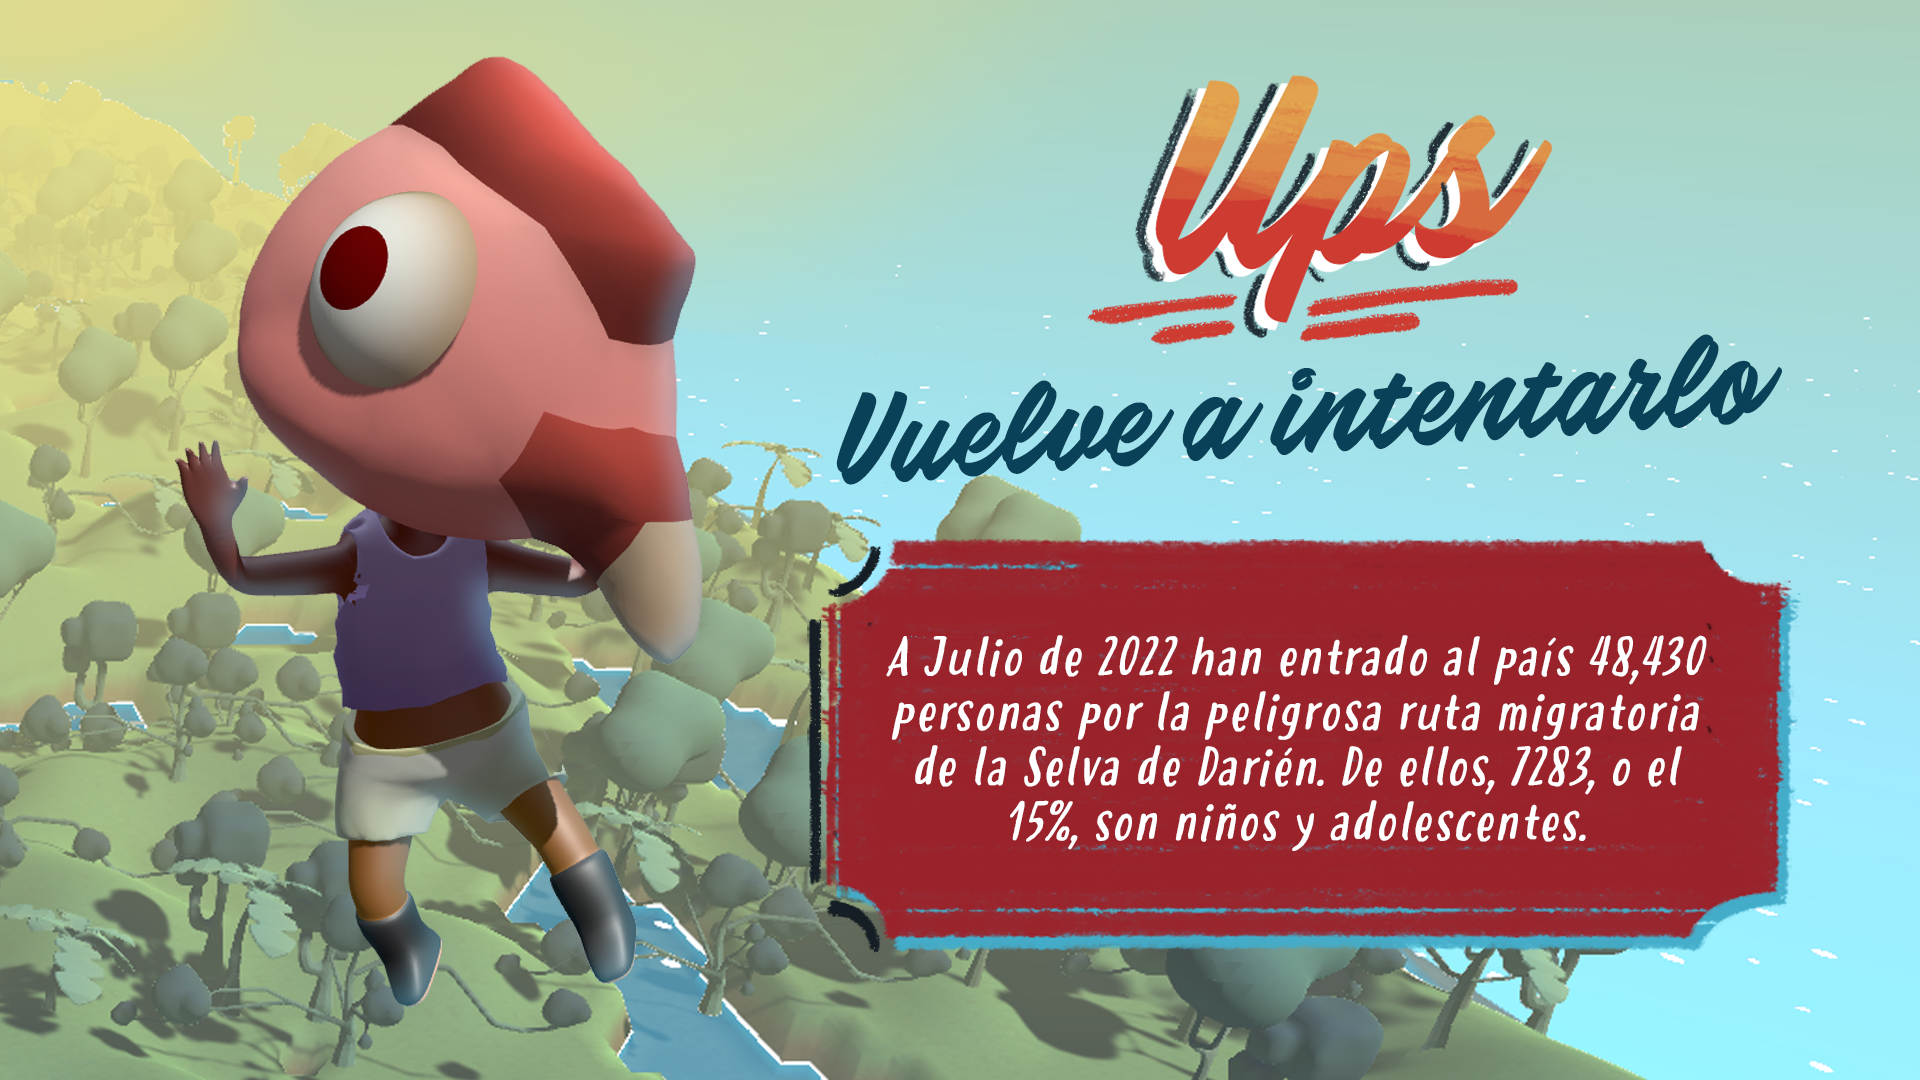 Ups
Vuelve a intentarlo
A Julio de 2022 han entrado al país 48,430
personas por la peligrosa ruta migratoria
de la Selva de Darién. De ellos, 7283, o el
15%, son niños y adolescentes.